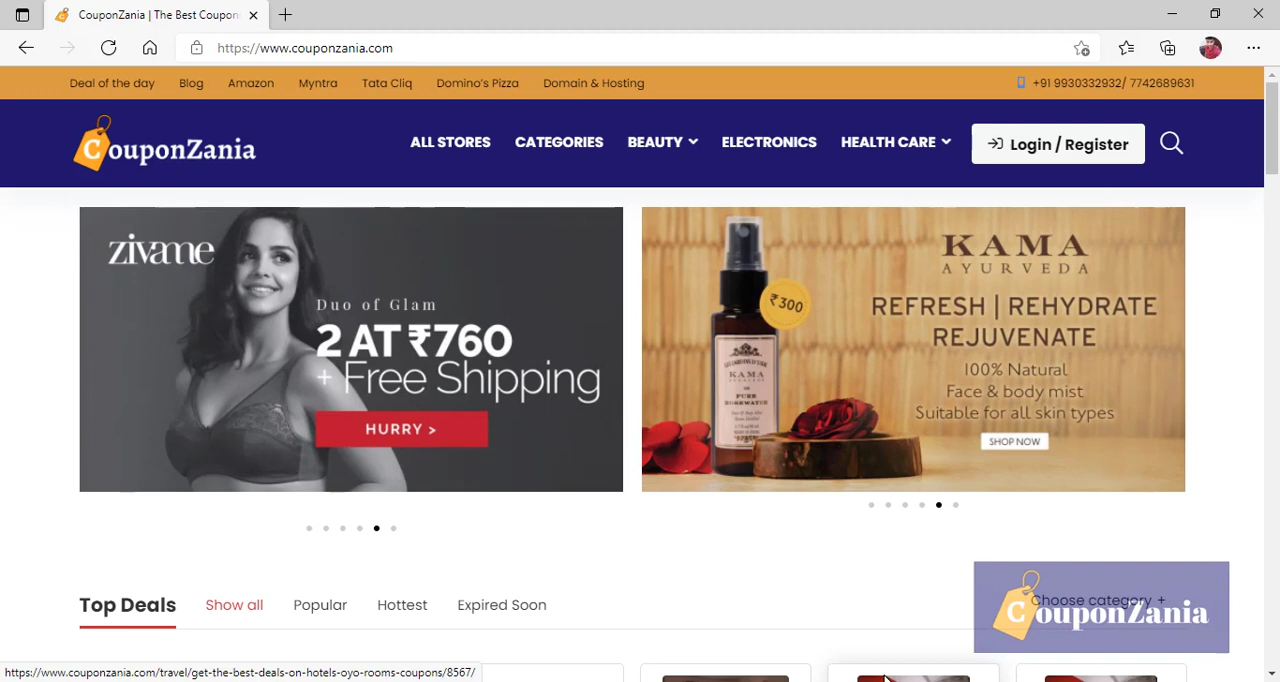 CouponZania | The Best Coupon
https://www.couponzania.com
Deal of the day Blog Amazon Myntra Tata Cliq Domino's Pizza Domain & Hosting +91 9930332932/ 7742689631
CouponZania ALL STORES CATEGORIES BEAUTY ELECTRONICS HEALTH CARE Login / Register
zivame
Duo of Glam
2 AT ₹760
+ Free Shipping
HURRY >
KAMA
AYURVEDA
₹300
REFRESH | REHYDRATE
REJUVENATE
100% Natural
Face & body mist
Suitable for all skin types
SHOP NOW
KAMA
PURE
ROSEWATER
Top Deals Show all Popular Hottest Expired Soon Choose category +
CouponZania
https://www.couponzania.com/travel/get-the-best-deals-on-hotels-oyo-rooms-coupons/8567/